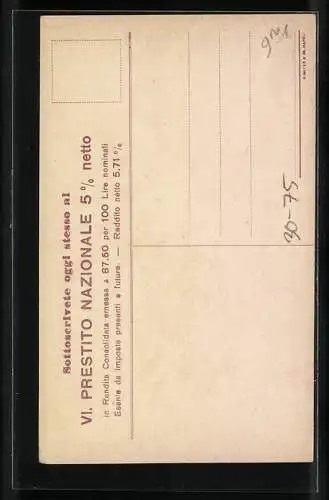 Sottoscrivete oggi stesso al
VI. PRESTITO NAZIONALE 5 % netto
in Rendita Consolidata emessa a 87.50 per 100 Lire nominali
Esente da imposte presenti e future. — Reddito netto 5,71 %
30-75